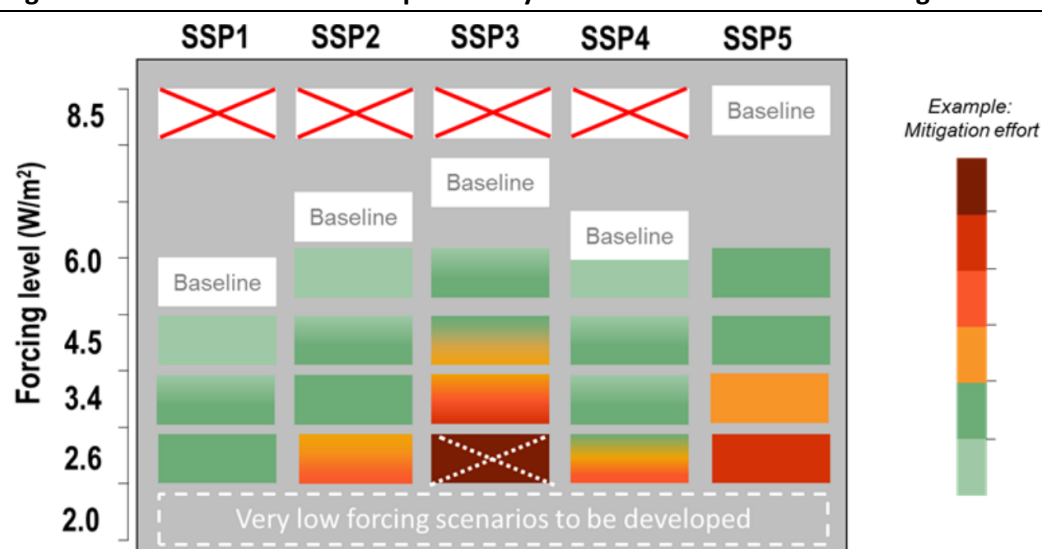 SSP1 SSP2 SSP3 SSP4 SSP5
8.5
Baseline
Example:
Mitigation effort
Baseline
Baseline
Baseline
6.0
Baseline
Forcing level (W/m²)
4.5
3.4
2.6
2.0
Very low forcing scenarios to be developed